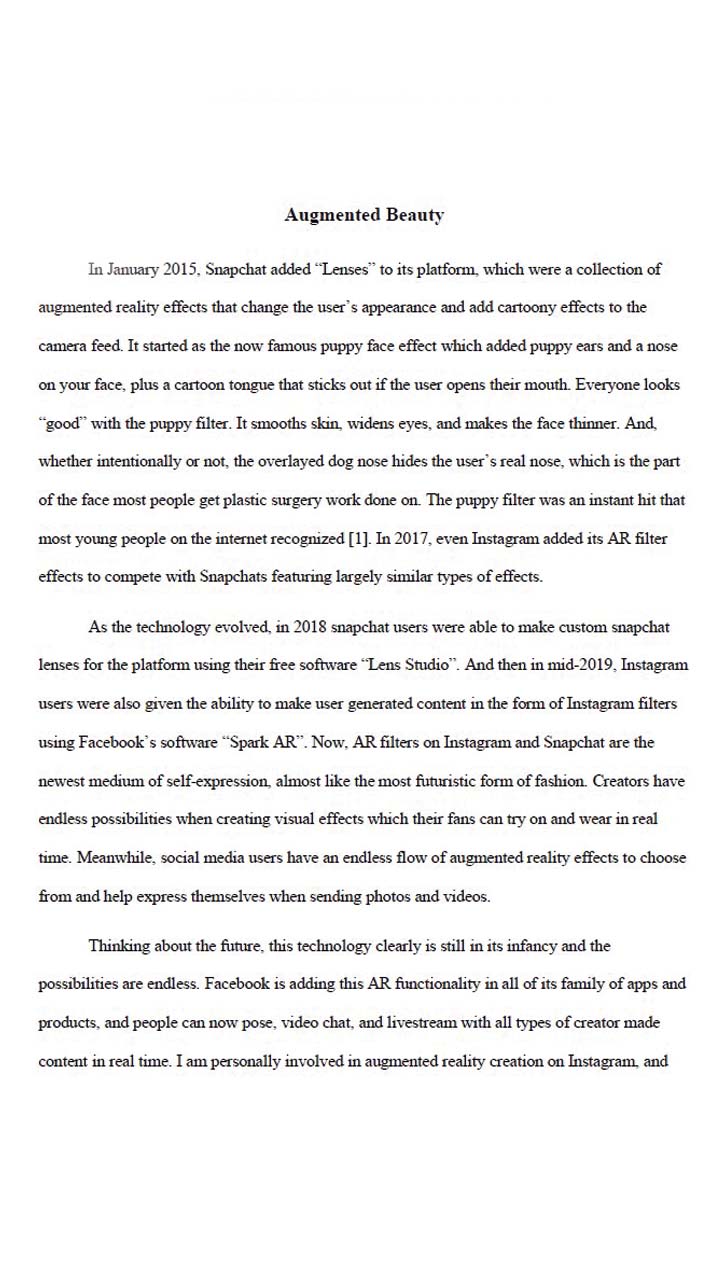 Augmented Beauty
In January 2015, Snapchat added “Lenses” to its platform, which were a collection of
augmented reality effects that change the user’s appearance and add cartoony effects to the
camera feed. It started as the now famous puppy face effect which added puppy ears and a nose
on your face, plus a cartoon tongue that sticks out if the user opens their mouth. Everyone looks
“good” with the puppy filter. It smooths skin, widens eyes, and makes the face thinner. And,
whether intentionally or not, the overlayed dog nose hides the user’s real nose, which is the part
of the face most people get plastic surgery work done on. The puppy filter was an instant hit that
most young people on the internet recognized [1]. In 2017, even Instagram added its AR filter
effects to compete with Snapchats featuring largely similar types of effects.
As the technology evolved, in 2018 snapchat users were able to make custom snapchat
lenses for the platform using their free software “Lens Studio”. And then in mid-2019, Instagram
users were also given the ability to make user generated content in the form of Instagram filters
using Facebook’s software “Spark AR”. Now, AR filters on Instagram and Snapchat are the
newest medium of self-expression, almost like the most futuristic form of fashion. Creators have
endless possibilities when creating visual effects which their fans can try on and wear in real
time. Meanwhile, social media users have an endless flow of augmented reality effects to choose
from and help express themselves when sending photos and videos.
Thinking about the future, this technology clearly is still in its infancy and the
possibilities are endless. Facebook is adding this AR functionality in all of its family of apps and
products, and people can now pose, video chat, and livestream with all types of creator made
content in real time. I am personally involved in augmented reality creation on Instagram, and